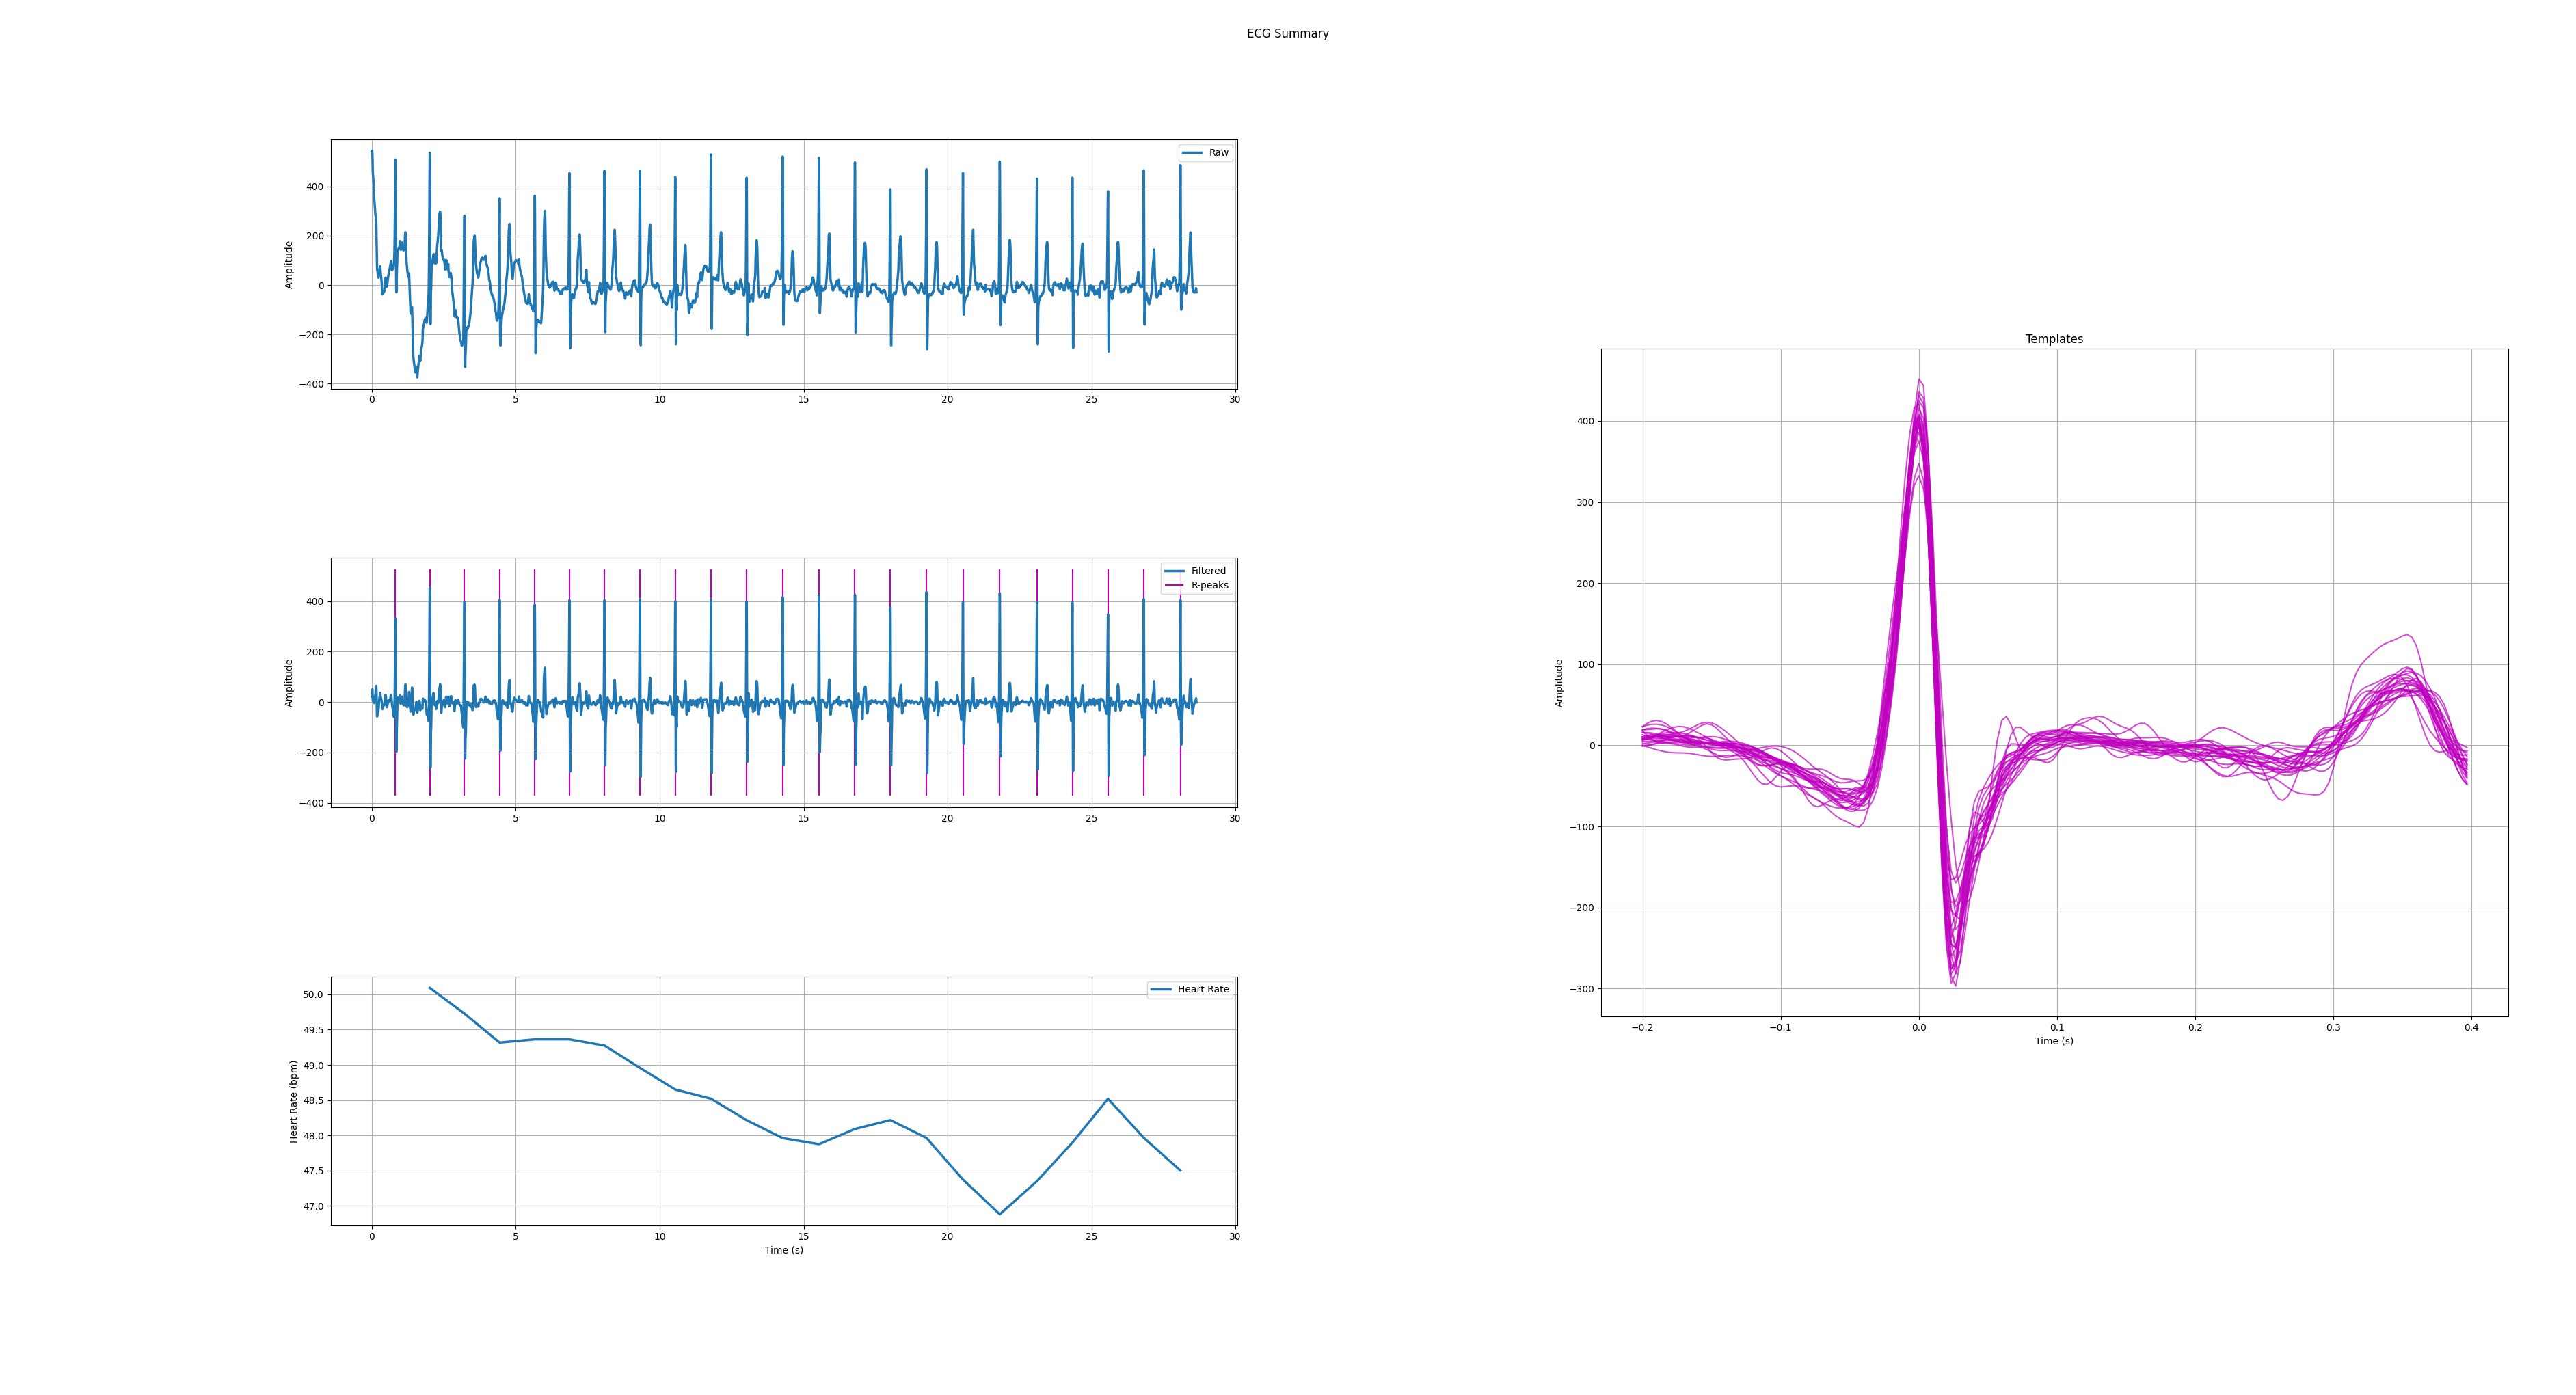 ECG Summary
Raw
Amplitude
400
200
0
−200
−400
0 5 10 15 20 25 30
Filtered
R-peaks
Amplitude
400
200
0
−200
−400
0 5 10 15 20 25 30
Heart Rate
Heart Rate (bpm)
50.0
49.5
49.0
48.5
48.0
47.5
47.0
0 5 10 15 20 25 30
Time (s)
Templates
Amplitude
400
300
200
100
0
−100
−200
−300
−0.2 −0.1 0.0 0.1 0.2 0.3 0.4
Time (s)